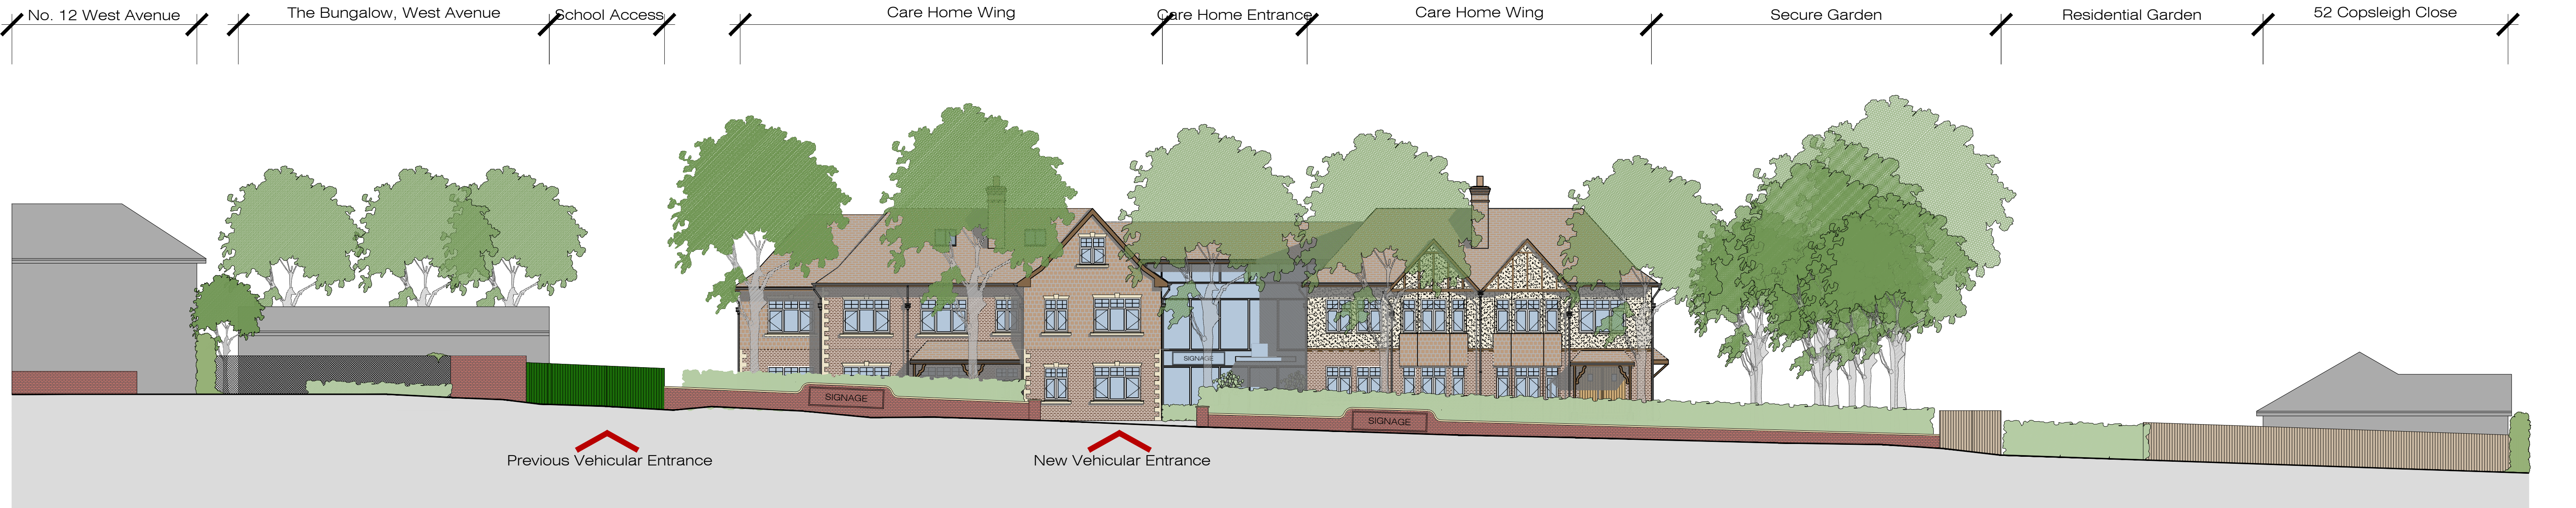 No. 12 West Avenue
The Bungalow, West Avenue
School Access
Care Home Wing
Care Home Entrance
Care Home Wing
Secure Garden
Residential Garden
52 Copsleigh Close
SIGNAGE
SIGNAGE
SIGNAGE
Previous Vehicular Entrance
New Vehicular Entrance